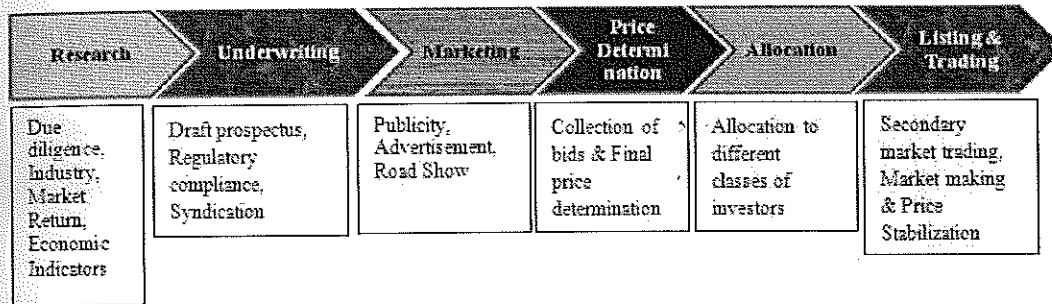 Research
Underwriting
Marketing
Price
Determi
nation
Allocation
Listing &
Trading
Due
diligence,
Industry,
Market
Return,
Economic
Indicators
Draft prospectus,
Regulatory
compliance,
Syndication
Publicity,
Advertisement,
Road Show
Collection of
bids & Final
price
determination
Allocation to
different
classes of
investors
Secondary
market trading,
Market making
& Price
Stabilization